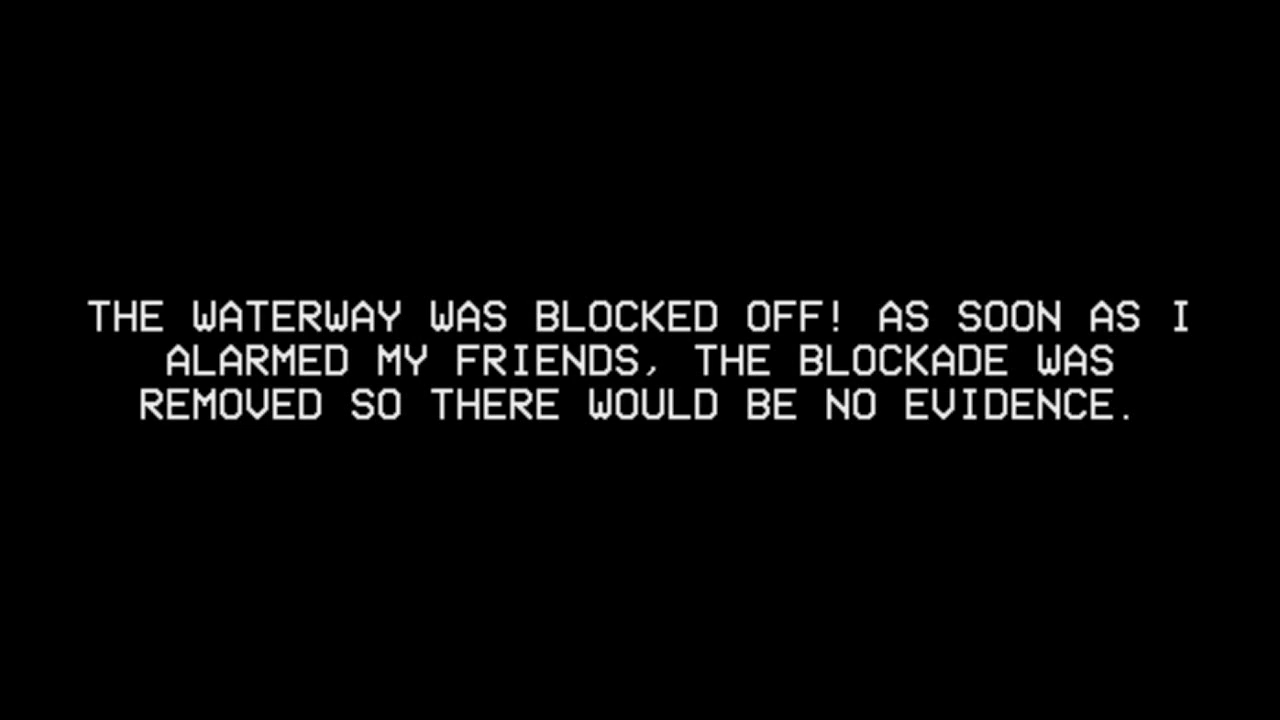 THE WATERWAY WAS BLOCKED OFF! AS SOON AS I
ALARMED MY FRIENDS, THE BLOCKADE WAS
REMOVED SO THERE WOULD BE NO EVIDENCE.